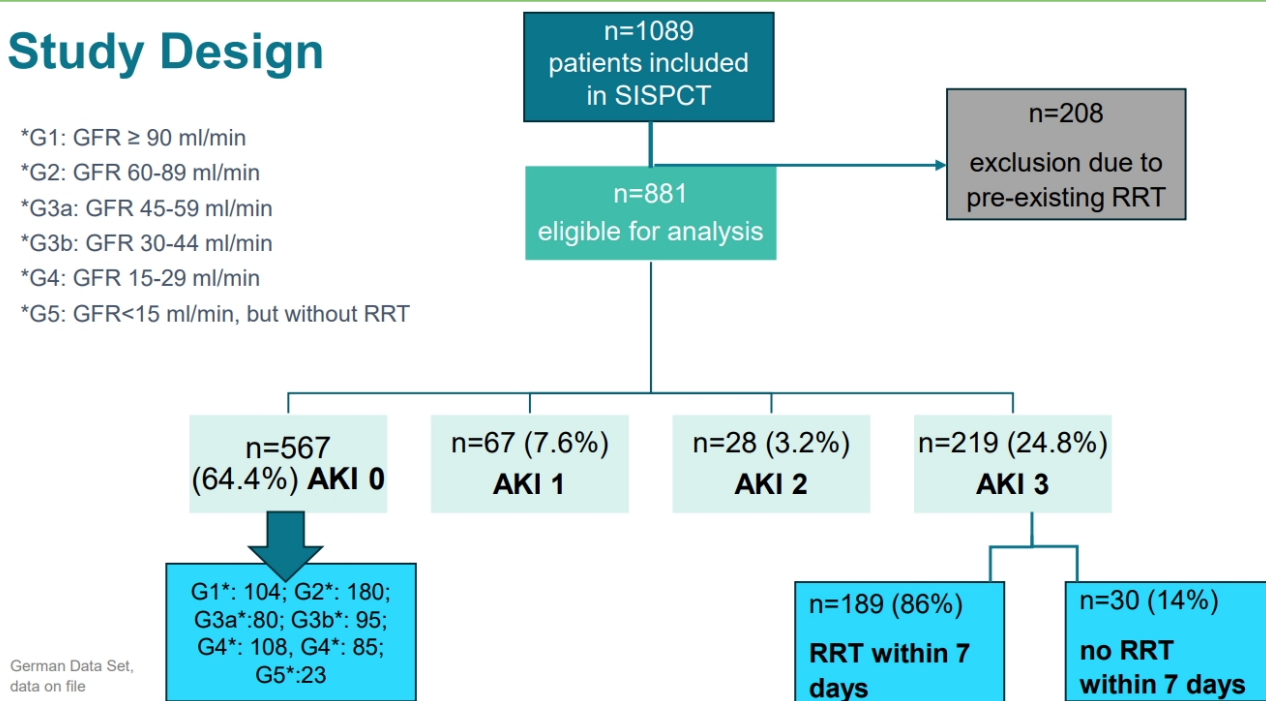 Study Design
*G1: GFR ≥ 90 ml/min
*G2: GFR 60-89 ml/min
*G3a: GFR 45-59 ml/min
*G3b: GFR 30-44 ml/min
*G4: GFR 15-29 ml/min
*G5: GFR<15 ml/min, but without RRT
n=1089
patients included
in SISPCT
n=208
exclusion due to
pre-existing RRT
n=881
eligible for analysis
n=567
(64.4%) AKI 0
n=67 (7.6%)
AKI 1
n=28 (3.2%)
AKI 2
n=219 (24.8%)
AKI 3
G1*: 104; G2*: 180;
G3a*:80; G3b*: 95;
G4*: 108, G4*: 85;
G5*:23
n=189 (86%)
RRT within 7
days
n=30 (14%)
no RRT
within 7 days
German Data Set,
data on file